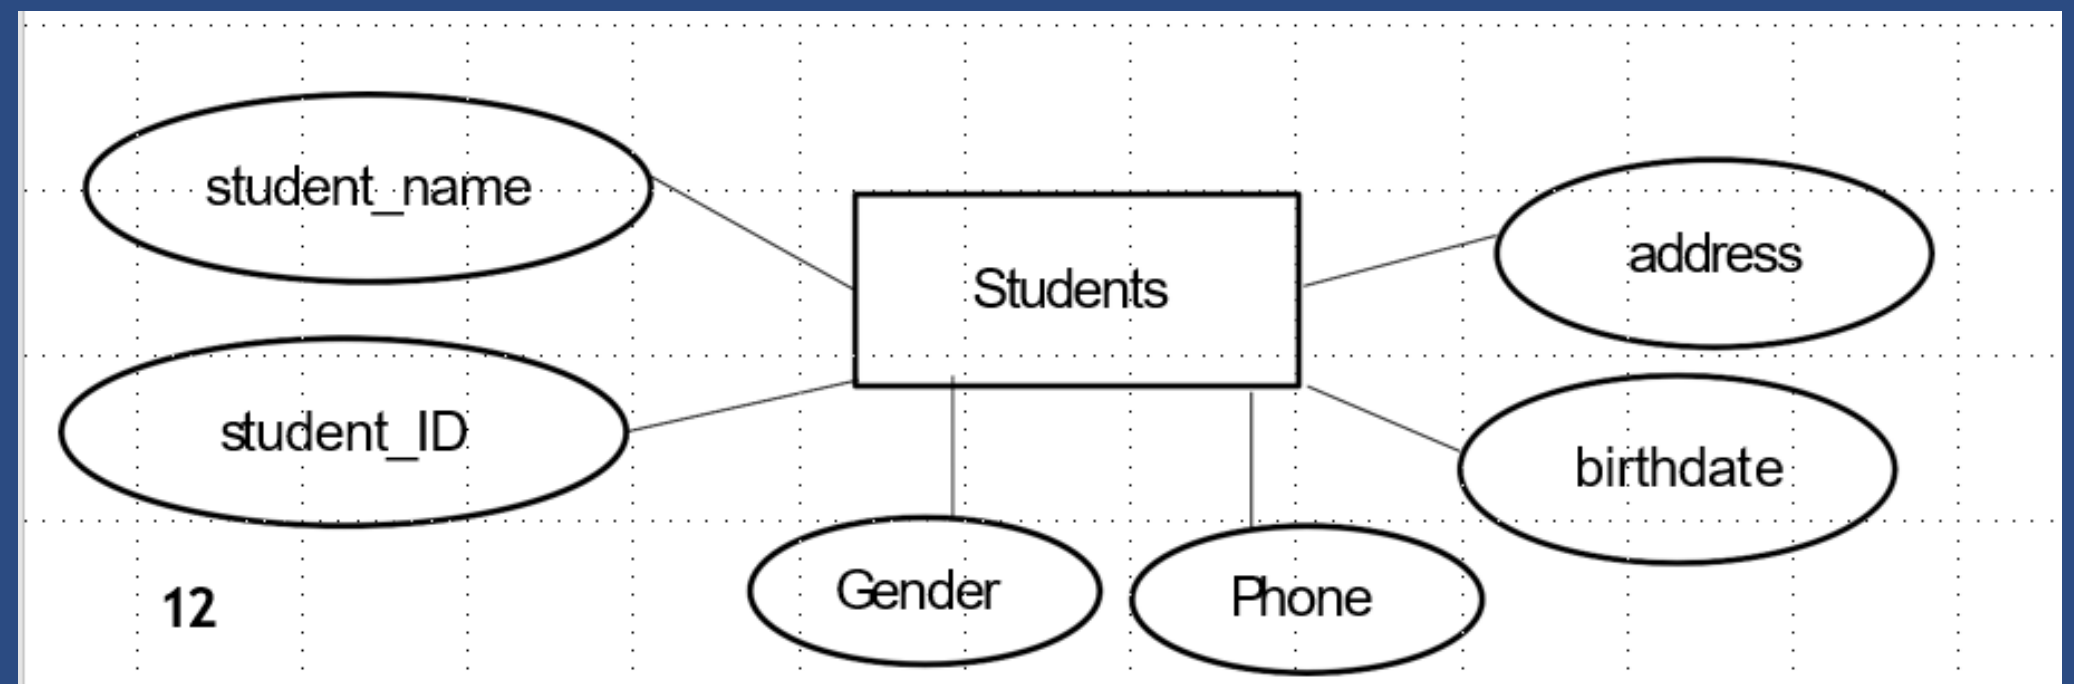 student_name
Students
address
student_ID
birthdate
Gender
Phone
12